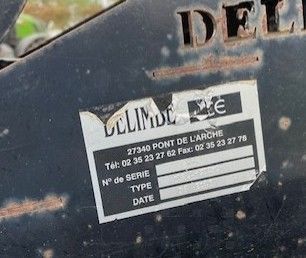 DEL
DELIMBE CE
27340 PONT DE L'ARCHE
Tél: 02 35 23 27 62 Fax: 02 35 23 27 78
N° de SERIE
TYPE
DATE